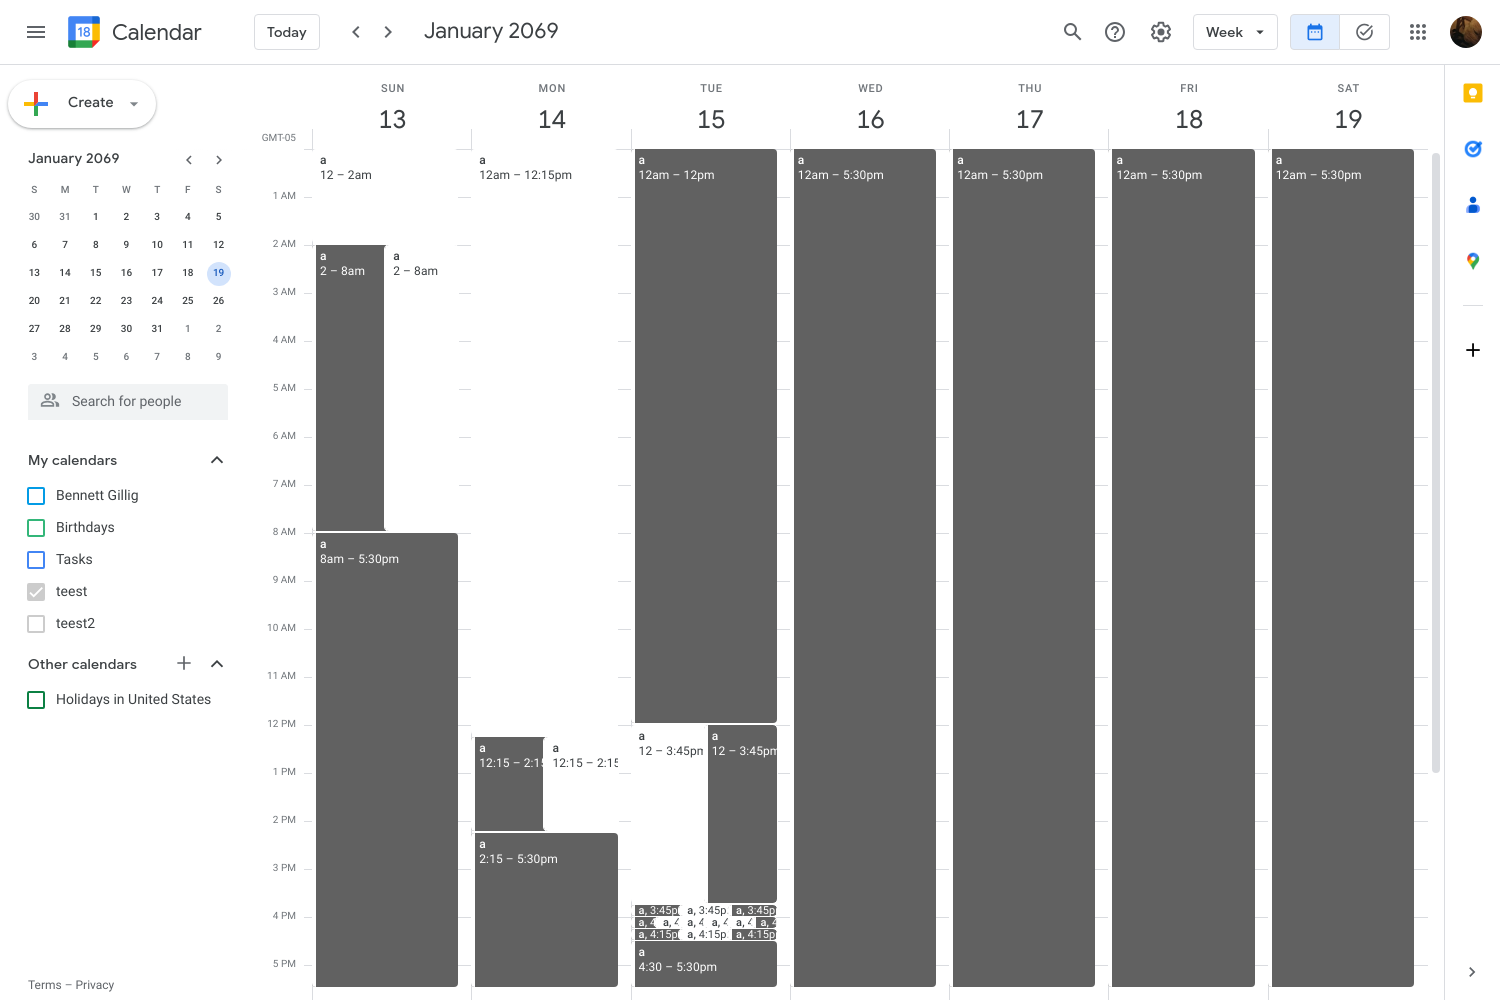 18 Calendar Today January 2069 Week
Create
January 2069
S M T W T F S
30 31 1 2 3 4 5
6 7 8 9 10 11 12
13 14 15 16 17 18 19
20 21 22 23 24 25 26
27 28 29 30 31 1 2
3 4 5 6 7 8 9
Search for people
My calendars
Bennett Gillig
Birthdays
Tasks
teest
teest2
Other calendars
Holidays in United States
Terms – Privacy
SUN MON TUE WED THU FRI SAT
13 14 15 16 17 18 19
GMT-05
1 AM
2 AM
3 AM
4 AM
5 AM
6 AM
7 AM
8 AM
9 AM
10 AM
11 AM
12 PM
1 PM
2 PM
3 PM
4 PM
5 PM
a
12 – 2am
a
2 – 8am
a
2 – 8am
a
8am – 5:30pm
a
12am – 12:15pm
a
12:15 – 2:15
a
12:15 – 2:15
a
2:15 – 5:30pm
a
12am – 12pm
a
12 – 3:45pm
a
12 – 3:45pm
a, 3:45p a, 3:45p a, 3:45p
a, 4 a, 4 a, 4 a, 4 a, 4 a, 4
a, 4:15p a, 4:15p a, 4:15p
a
4:30 – 5:30pm
a
12am – 5:30pm
a
12am – 5:30pm
a
12am – 5:30pm
a
12am – 5:30pm